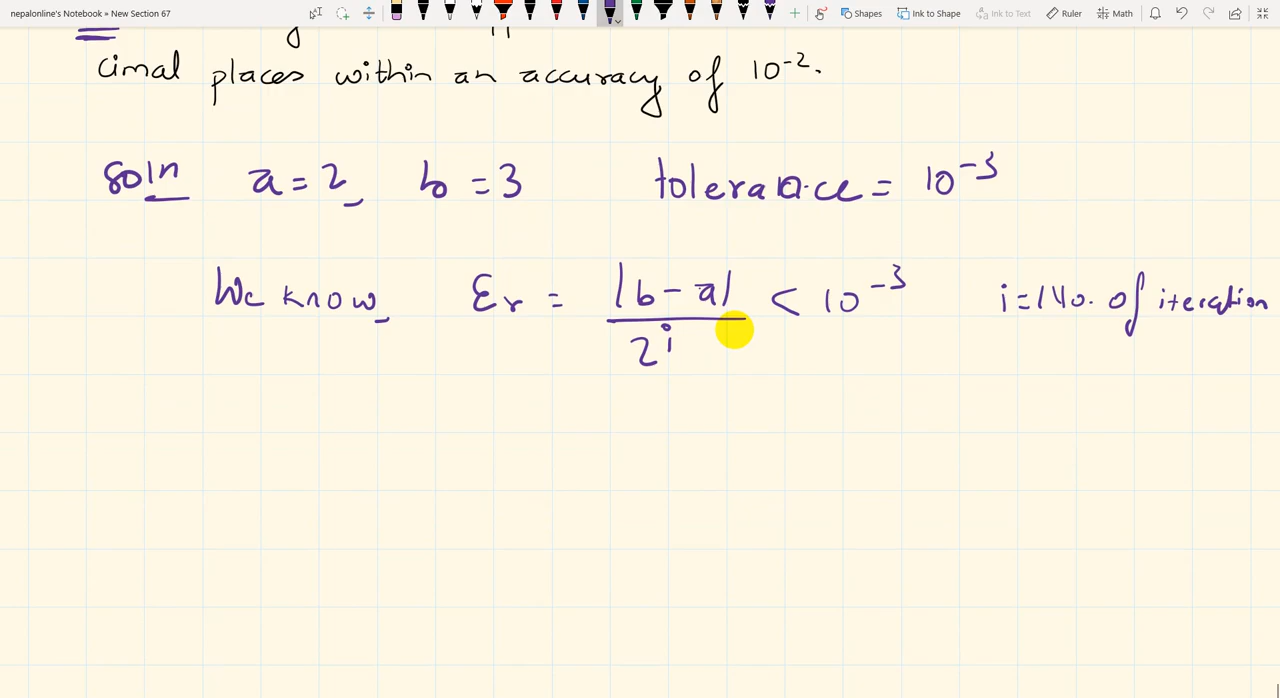 nepalonline's Notebook » New Section 67
Shapes Ink to Shape Ink to Text Ruler Math
cimal places within an accuracy of 10⁻².
soln a = 2, b = 3 tolerance = 10⁻³
We know, Er = |b - a| / 2ⁱ < 10⁻³ i = No. of iteration